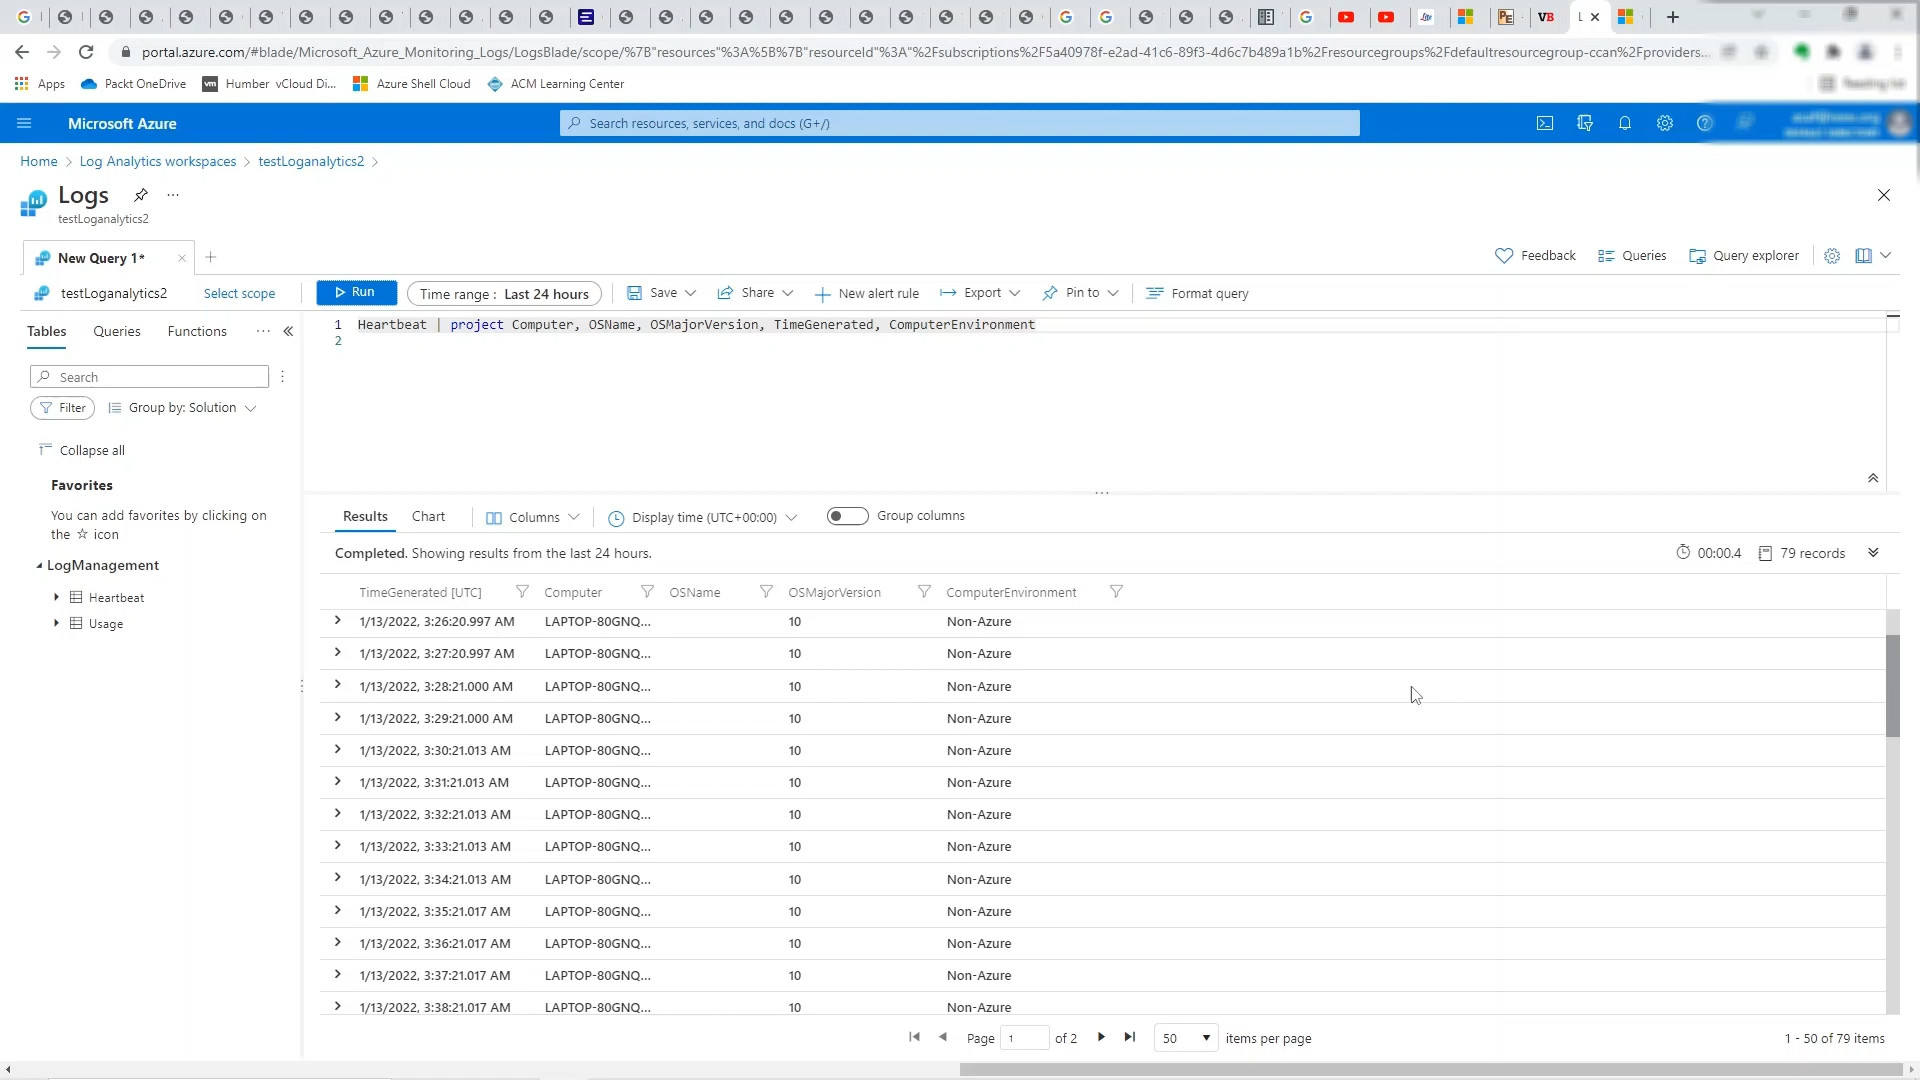 portal.azure.com/#blade/Microsoft_Azure_Monitoring_Logs/LogsBlade/scope/%7B"resources"%3A%5B%7B"resourceId"%3A"%2Fsubscriptions%2F5a40978f-e2ad-41c6-89f3-4d6c7b489a1b%2Fresourcegroups%2Fdefaultresourcegroup-ccan%2Fproviders...
Apps Packt OneDrive Humber vCloud Di... Azure Shell Cloud ACM Learning Center Reading list
Microsoft Azure Search resources, services, and docs (G+/)
Home > Log Analytics workspaces > testLoganalytics2 >
Logs ...
testLoganalytics2
New Query 1* Feedback Queries Query explorer
testLoganalytics2 Select scope Run Time range : Last 24 hours Save Share New alert rule Export Pin to Format query
Tables Queries Functions ...
1 Heartbeat | project Computer, OSName, OSMajorVersion, TimeGenerated, ComputerEnvironment
2
Search
Filter Group by: Solution
Collapse all
Favorites
You can add favorites by clicking on
the ☆ icon
LogManagement
Heartbeat
Usage
Results Chart Columns Display time (UTC+00:00) Group columns
Completed. Showing results from the last 24 hours. 00:00.4 79 records
TimeGenerated [UTC] Computer OSName OSMajorVersion ComputerEnvironment
1/13/2022, 3:26:20.997 AM LAPTOP-80GNQ... 10 Non-Azure
1/13/2022, 3:27:20.997 AM LAPTOP-80GNQ... 10 Non-Azure
1/13/2022, 3:28:21.000 AM LAPTOP-80GNQ... 10 Non-Azure
1/13/2022, 3:29:21.000 AM LAPTOP-80GNQ... 10 Non-Azure
1/13/2022, 3:30:21.013 AM LAPTOP-80GNQ... 10 Non-Azure
1/13/2022, 3:31:21.013 AM LAPTOP-80GNQ... 10 Non-Azure
1/13/2022, 3:32:21.013 AM LAPTOP-80GNQ... 10 Non-Azure
1/13/2022, 3:33:21.013 AM LAPTOP-80GNQ... 10 Non-Azure
1/13/2022, 3:34:21.013 AM LAPTOP-80GNQ... 10 Non-Azure
1/13/2022, 3:35:21.017 AM LAPTOP-80GNQ... 10 Non-Azure
1/13/2022, 3:36:21.017 AM LAPTOP-80GNQ... 10 Non-Azure
1/13/2022, 3:37:21.017 AM LAPTOP-80GNQ... 10 Non-Azure
1/13/2022, 3:38:21.017 AM LAPTOP-80GNQ... 10 Non-Azure
Page 1 of 2 50 items per page 1 - 50 of 79 items